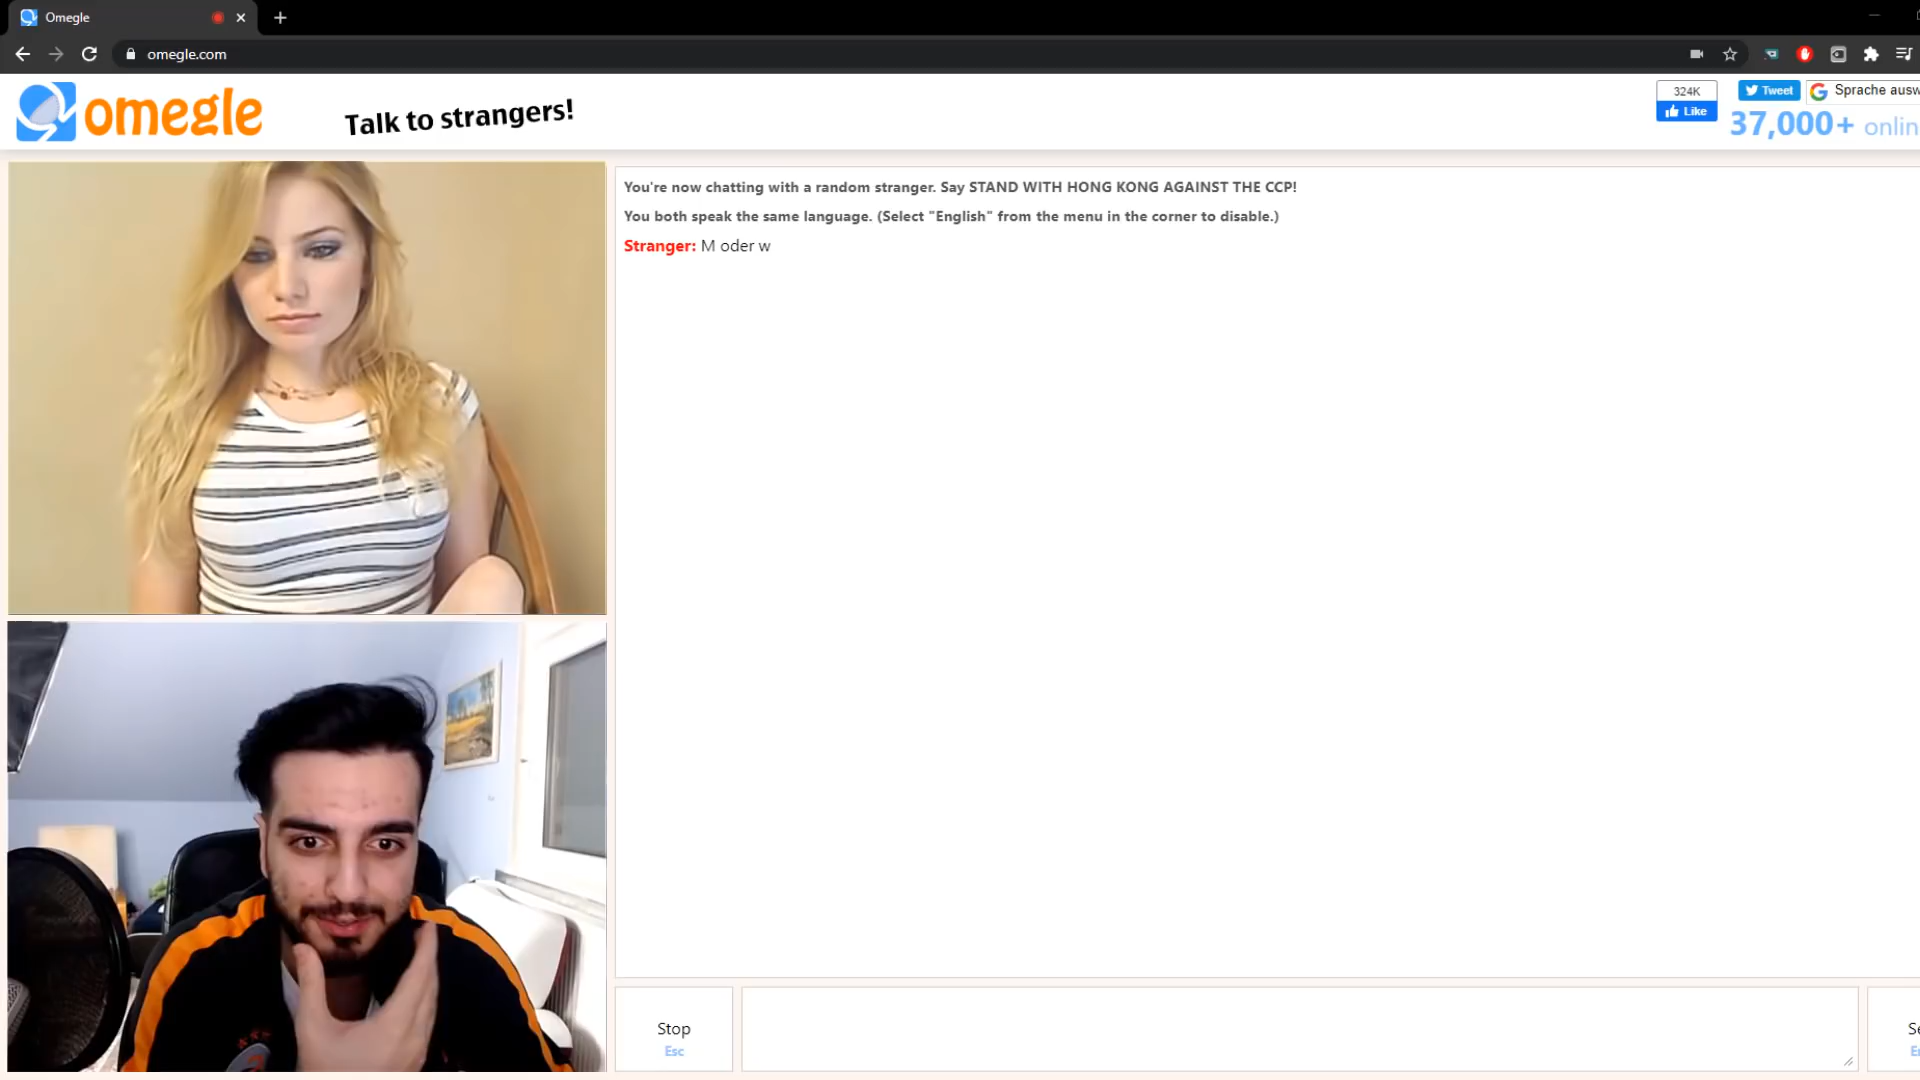 Omegle
omegle.com
omegle
Talk to strangers!
324K
Like
Tweet
Sprache ausw
37,000+ onlin
You're now chatting with a random stranger. Say STAND WITH HONG KONG AGAINST THE CCP!
You both speak the same language. (Select "English" from the menu in the corner to disable.)
Stranger: M oder w
Stop
Esc
Se